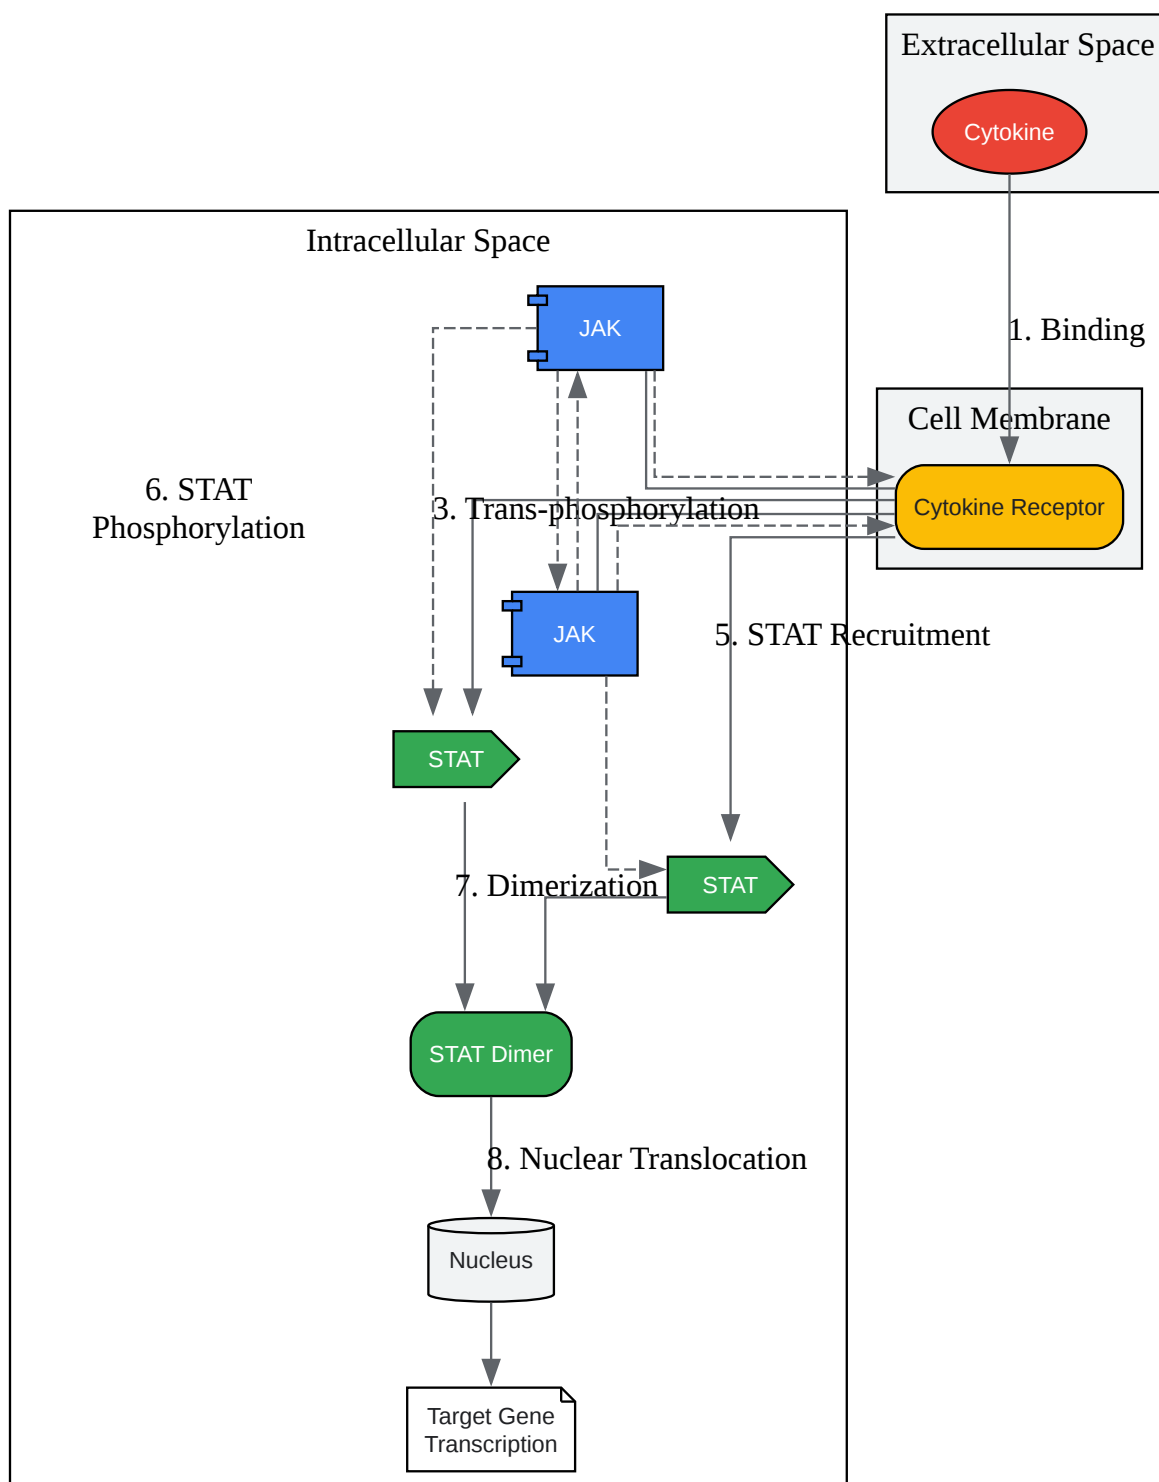 Extracellular Space
Cytokine
Intracellular Space
JAK
1. Binding
Cell Membrane
6. STAT
Phosphorylation
3. Trans-phosphorylation
Cytokine Receptor
JAK
5. STAT Recruitment
STAT
7. Dimerization
STAT
STAT Dimer
8. Nuclear Translocation
Nucleus
Target Gene
Transcription